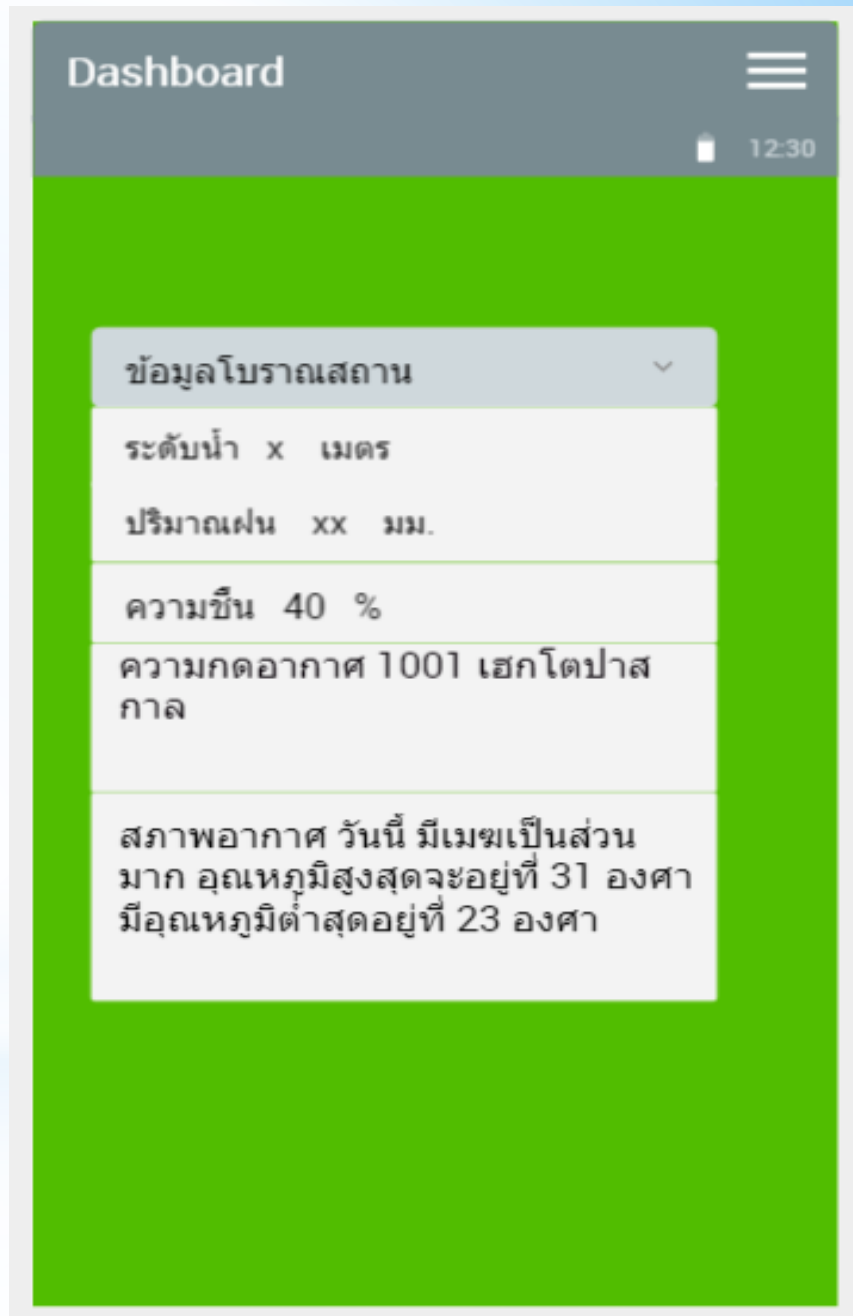 Dashboard
12:30
ข้อมูลโบราณสถาน
ระดับน้ำ x เมตร
ปริมาณฝน xx มม.
ความชื้น 40 %
ความกดอากาศ 1001 เฮกโตปาส
กาล
สภาพอากาศ วันนี้ มีเมฆเป็นส่วน
มาก อุณหภูมิสูงสุดจะอยู่ที่ 31 องศา
มีอุณหภูมิต่ำสุดอยู่ที่ 23 องศา